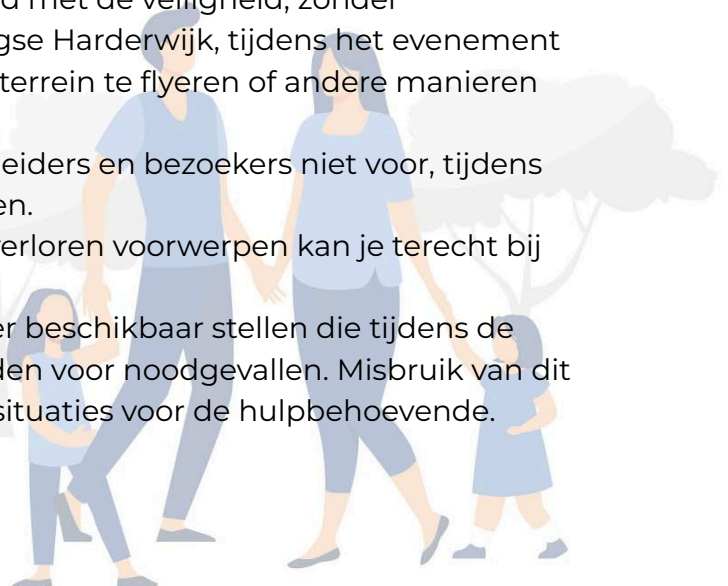 d met de veiligheid, zonder
gse Harderwijk, tijdens het evenement
terrein te flyeren of andere manieren
eiders en bezoekers niet voor, tijdens
en.
erloren voorwerpen kan je terecht bij
er beschikbaar stellen die tijdens de
den voor noodgevallen. Misbruik van dit
situaties voor de hulpbehoevende.